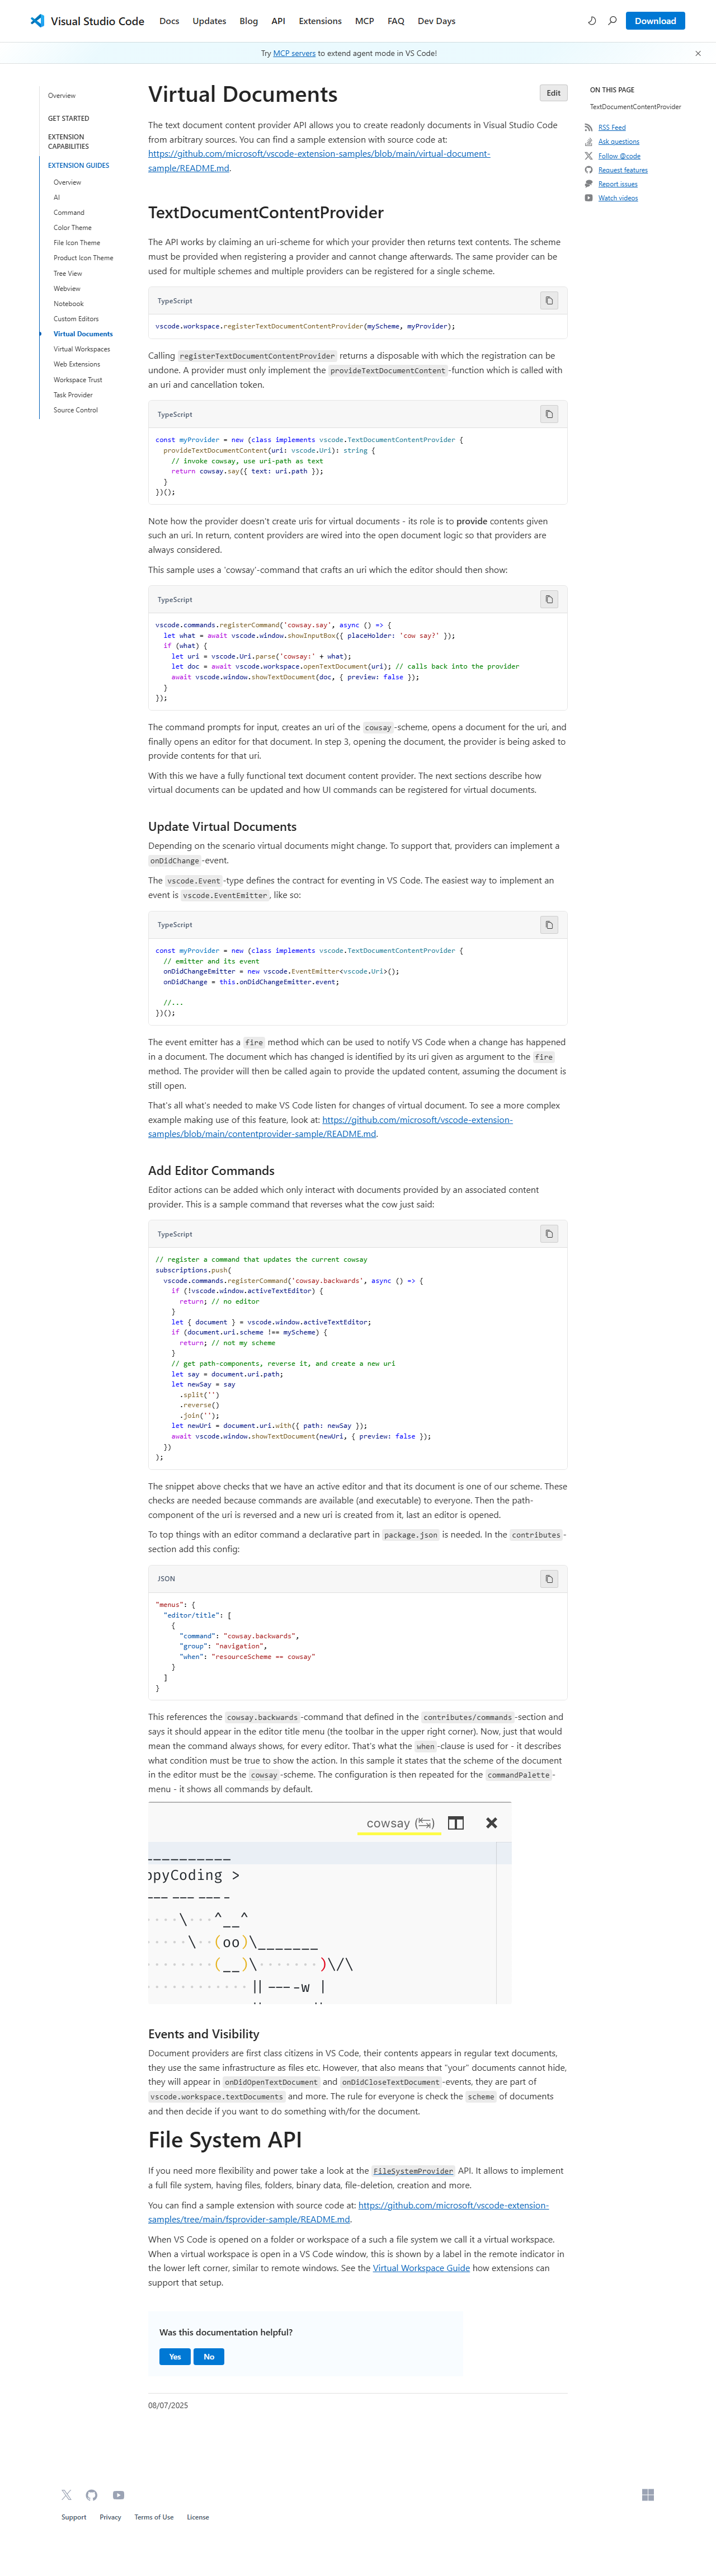 Visual Studio Code
Docs Updates Blog API Extensions MCP FAQ Dev Days
Download
Try MCP servers to extend agent mode in VS Code!
Overview
GET STARTED
EXTENSION
CAPABILITIES
EXTENSION GUIDES
Overview
AI
Command
Color Theme
File Icon Theme
Product Icon Theme
Tree View
Webview
Notebook
Custom Editors
Virtual Documents
Virtual Workspaces
Web Extensions
Workspace Trust
Task Provider
Source Control
Virtual Documents
Edit
The text document content provider API allows you to create readonly documents in Visual Studio Code
from arbitrary sources. You can find a sample extension with source code at:
https://github.com/microsoft/vscode-extension-samples/blob/main/virtual-document-
sample/README.md.
TextDocumentContentProvider
The API works by claiming an uri-scheme for which your provider then returns text contents. The scheme
must be provided when registering a provider and cannot change afterwards. The same provider can be
used for multiple schemes and multiple providers can be registered for a single scheme.
TypeScript
vscode.workspace.registerTextDocumentContentProvider(myScheme, myProvider);
Calling registerTextDocumentContentProvider returns a disposable with which the registration can be
undone. A provider must only implement the provideTextDocumentContent -function which is called with
an uri and cancellation token.
TypeScript
const myProvider = new (class implements vscode.TextDocumentContentProvider {
provideTextDocumentContent(uri: vscode.Uri): string {
// invoke cowsay, use uri-path as text
return cowsay.say({ text: uri.path });
}
})();
Note how the provider doesn't create uris for virtual documents - its role is to provide contents given
such an uri. In return, content providers are wired into the open document logic so that providers are
always considered.
This sample uses a 'cowsay'-command that crafts an uri which the editor should then show:
TypeScript
vscode.commands.registerCommand('cowsay.say', async () => {
let what = await vscode.window.showInputBox({ placeHolder: 'cow say?' });
if (what) {
let uri = vscode.Uri.parse('cowsay:' + what);
let doc = await vscode.workspace.openTextDocument(uri); // calls back into the provider
await vscode.window.showTextDocument(doc, { preview: false });
}
});
The command prompts for input, creates an uri of the cowsay -scheme, opens a document for the uri, and
finally opens an editor for that document. In step 3, opening the document, the provider is being asked to
provide contents for that uri.
With this we have a fully functional text document content provider. The next sections describe how
virtual documents can be updated and how UI commands can be registered for virtual documents.
Update Virtual Documents
Depending on the scenario virtual documents might change. To support that, providers can implement a
onDidChange -event.
The vscode.Event -type defines the contract for eventing in VS Code. The easiest way to implement an
event is vscode.EventEmitter , like so:
TypeScript
const myProvider = new (class implements vscode.TextDocumentContentProvider {
// emitter and its event
onDidChangeEmitter = new vscode.EventEmitter<vscode.Uri>();
onDidChange = this.onDidChangeEmitter.event;
//...
})();
The event emitter has a fire method which can be used to notify VS Code when a change has happened
in a document. The document which has changed is identified by its uri given as argument to the fire
method. The provider will then be called again to provide the updated content, assuming the document is
still open.
That's all what's needed to make VS Code listen for changes of virtual document. To see a more complex
example making use of this feature, look at: https://github.com/microsoft/vscode-extension-
samples/blob/main/contentprovider-sample/README.md.
Add Editor Commands
Editor actions can be added which only interact with documents provided by an associated content
provider. This is a sample command that reverses what the cow just said:
TypeScript
// register a command that updates the current cowsay
subscriptions.push(
vscode.commands.registerCommand('cowsay.backwards', async () => {
if (!vscode.window.activeTextEditor) {
return; // no editor
}
let { document } = vscode.window.activeTextEditor;
if (document.uri.scheme !== myScheme) {
return; // not my scheme
}
// get path-components, reverse it, and create a new uri
let say = document.uri.path;
let newSay = say
.split('')
.reverse()
.join('');
let newUri = document.uri.with({ path: newSay });
await vscode.window.showTextDocument(newUri, { preview: false });
})
);
The snippet above checks that we have an active editor and that its document is one of our scheme. These
checks are needed because commands are available (and executable) to everyone. Then the path-
component of the uri is reversed and a new uri is created from it, last an editor is opened.
To top things with an editor command a declarative part in package.json is needed. In the contributes -
section add this config:
JSON
"menus": {
"editor/title": [
{
"command": "cowsay.backwards",
"group": "navigation",
"when": "resourceScheme == cowsay"
}
]
}
This references the cowsay.backwards -command that defined in the contributes/commands -section and
says it should appear in the editor title menu (the toolbar in the upper right corner). Now, just that would
mean the command always shows, for every editor. That's what the when -clause is used for - it describes
what condition must be true to show the action. In this sample it states that the scheme of the document
in the editor must be the cowsay -scheme. The configuration is then repeated for the commandPalette -
menu - it shows all commands by default.
cowsay
ppyCoding >
Events and Visibility
Document providers are first class citizens in VS Code, their contents appears in regular text documents,
they use the same infrastructure as files etc. However, that also means that "your" documents cannot hide,
they will appear in onDidOpenTextDocument and onDidCloseTextDocument -events, they are part of
vscode.workspace.textDocuments and more. The rule for everyone is check the scheme of documents
and then decide if you want to do something with/for the document.
File System API
If you need more flexibility and power take a look at the FileSystemProvider API. It allows to implement
a full file system, having files, folders, binary data, file-deletion, creation and more.
You can find a sample extension with source code at: https://github.com/microsoft/vscode-extension-
samples/tree/main/fsprovider-sample/README.md.
When VS Code is opened on a folder or workspace of a such a file system we call it a virtual workspace.
When a virtual workspace is open in a VS Code window, this is shown by a label in the remote indicator in
the lower left corner, similar to remote windows. See the Virtual Workspace Guide how extensions can
support that setup.
Was this documentation helpful?
Yes No
08/07/2025
ON THIS PAGE
TextDocumentContentProvider
RSS Feed
Ask questions
Follow @code
Request features
Report issues
Watch videos
Support Privacy Terms of Use License